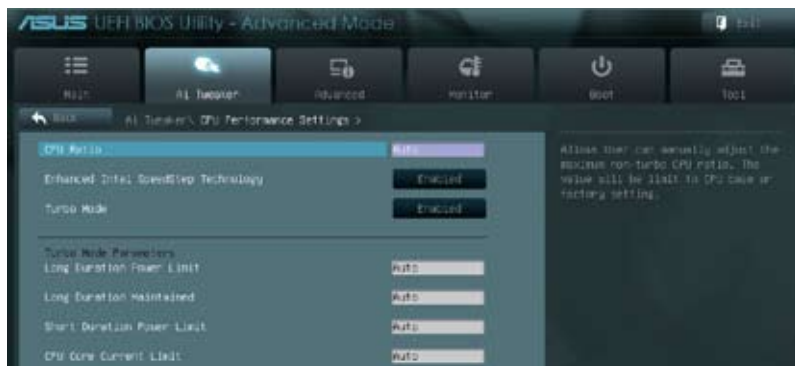 ASUS UEFI BIOS Utility - Advanced Mode
Exit
Main
Ai Tweaker
Advanced
Monitor
Boot
Tool
Back
Ai Tweaker\ CPU Performance Settings >
CPU Ratio
Auto
Enhanced Intel SpeedStep Technology
Enabled
Turbo Mode
Enabled
Turbo Mode Parameters
Long Duration Power Limit
Auto
Long Duration Maintained
Auto
Short Duration Power Limit
Auto
CPU Core Current Limit
Auto
Allows User can manually adjust the
maximum non-turbo CPU ratio. The
value will be limit to CPU case or
factory setting.